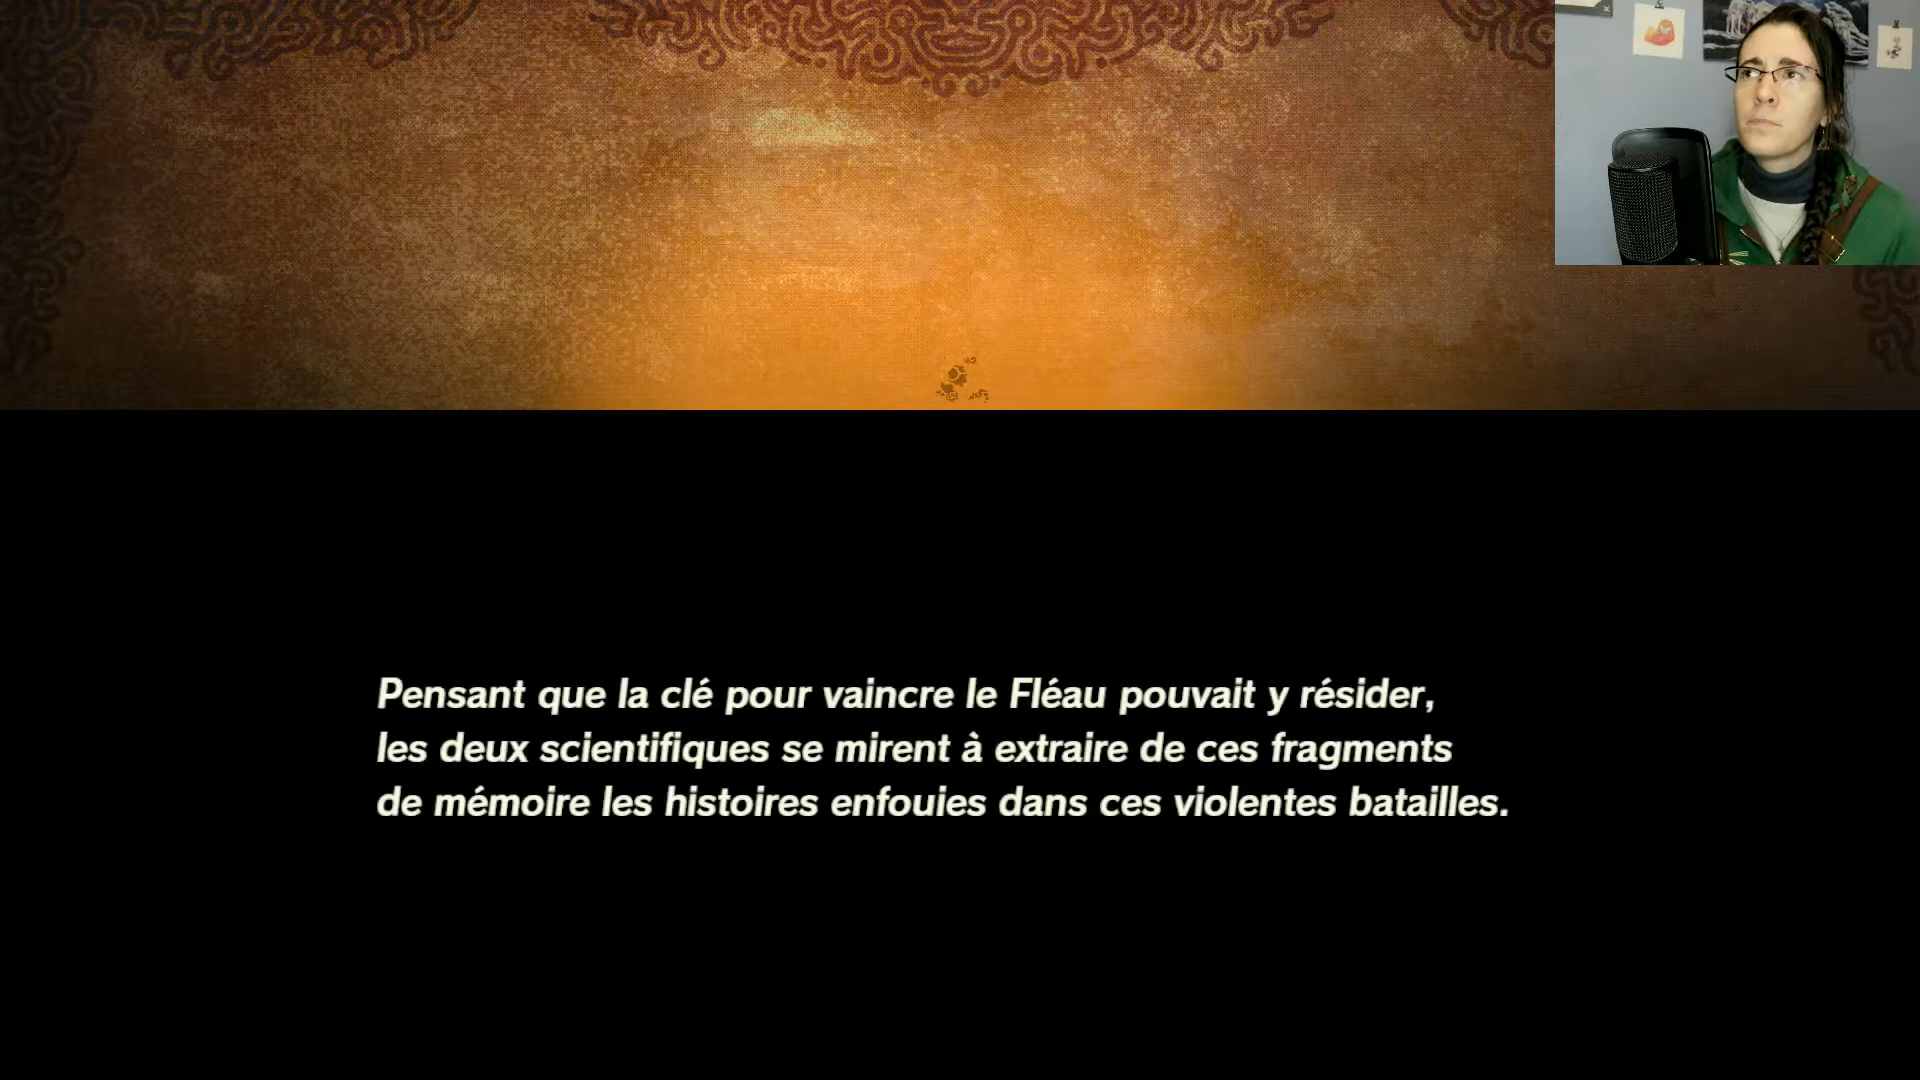 Pensant que la clé pour vaincre le Fléau pouvait y résider,
les deux scientifiques se mirent à extraire de ces fragments
de mémoire les histoires enfouies dans ces violentes batailles.